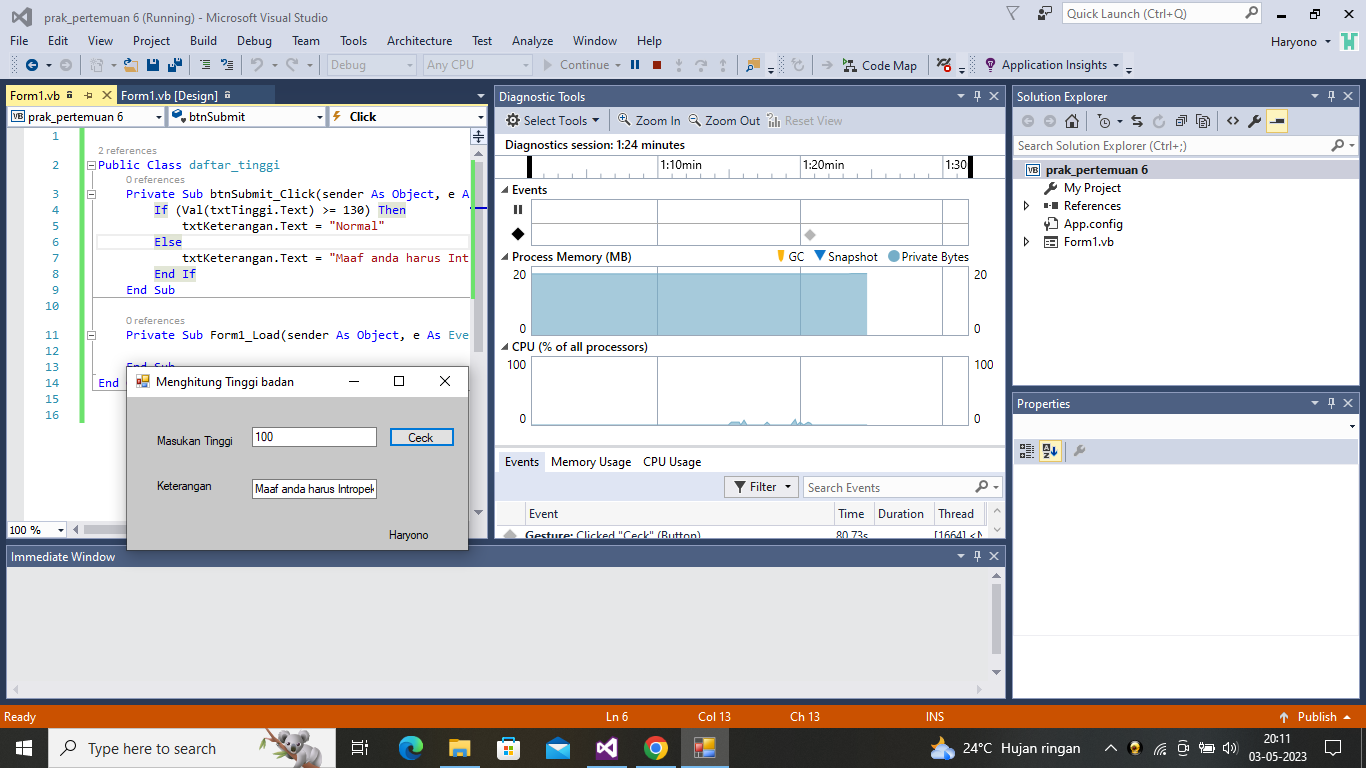 prak_pertemuan 6 (Running) - Microsoft Visual Studio
Quick Launch (Ctrl+Q)
File Edit View Project Build Debug Team Tools Architecture Test Analyze Window Help
Haryono
Debug Any CPU Continue Code Map Application Insights
Form1.vb Form1.vb [Design]
prak_pertemuan 6 btnSubmit Click
1
2 references
2 Public Class daftar_tinggi
0 references
3 Private Sub btnSubmit_Click(sender As Object, e A
4 If (Val(txtTinggi.Text) >= 130) Then
5 txtKeterangan.Text = "Normal"
6 Else
7 txtKeterangan.Text = "Maaf anda harus Int
8 End If
9 End Sub
10
0 references
11 Private Sub Form1_Load(sender As Object, e As Eve
12
13 End Sub
14 End
15
16
100 %
Menghitung Tinggi badan
Masukan Tinggi 100 Ceck
Keterangan Maaf anda harus Intropek
Haryono
Diagnostic Tools
Select Tools Zoom In Zoom Out Reset View
Diagnostics session: 1:24 minutes
1:10min 1:20min 1:30
Events
Process Memory (MB) GC Snapshot Private Bytes
20 20
0 0
CPU (% of all processors)
100 100
0 0
Events Memory Usage CPU Usage
Filter Search Events
Event Time Duration Thread
Gesture: Clicked "Ceck" (Button) 80.73s [1664] <N
Solution Explorer
Search Solution Explorer (Ctrl+;)
prak_pertemuan 6
My Project
References
App.config
Form1.vb
Properties
Immediate Window
Ready Ln 6 Col 13 Ch 13 INS Publish
Type here to search
24°C Hujan ringan
20:11
03-05-2023